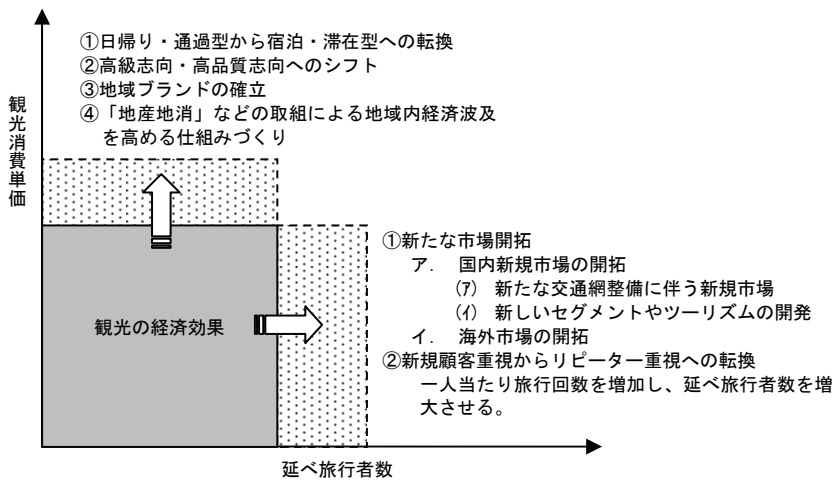 ①日帰り・通過型から宿泊・滞在型への転換
②高級志向・高品質志向へのシフト
③地域ブランドの確立
④「地産地消」などの取組による地域内経済波及
を高める仕組みづくり
観光消費単価
①新たな市場開拓
ア．　国内新規市場の開拓
(ｱ)　新たな交通網整備に伴う新規市場
(ｲ)　新しいセグメントやツーリズムの開発
イ．　海外市場の開拓
②新規顧客重視からリピーター重視への転換
一人当たり旅行回数を増加し、延べ旅行者数を増
大させる。
観光の経済効果
延べ旅行者数